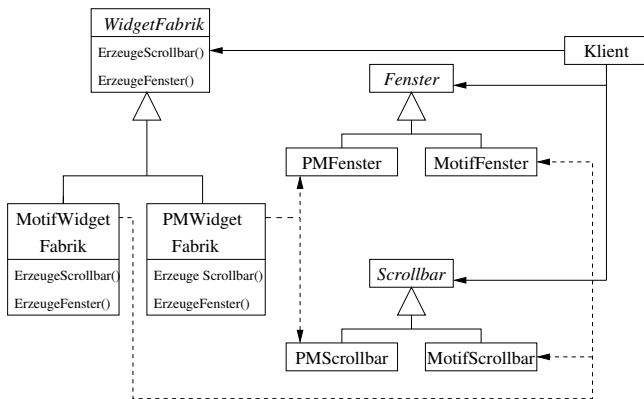 WidgetFabrik
ErzeugeScrollbar()
ErzeugeFenster()
Klient
Fenster
PMFenster
MotifFenster
MotifWidget
Fabrik
ErzeugeScrollbar()
ErzeugeFenster()
PMWidget
Fabrik
Erzeuge Scrollbar()
ErzeugeFenster()
Scrollbar
PMScrollbar
MotifScrollbar